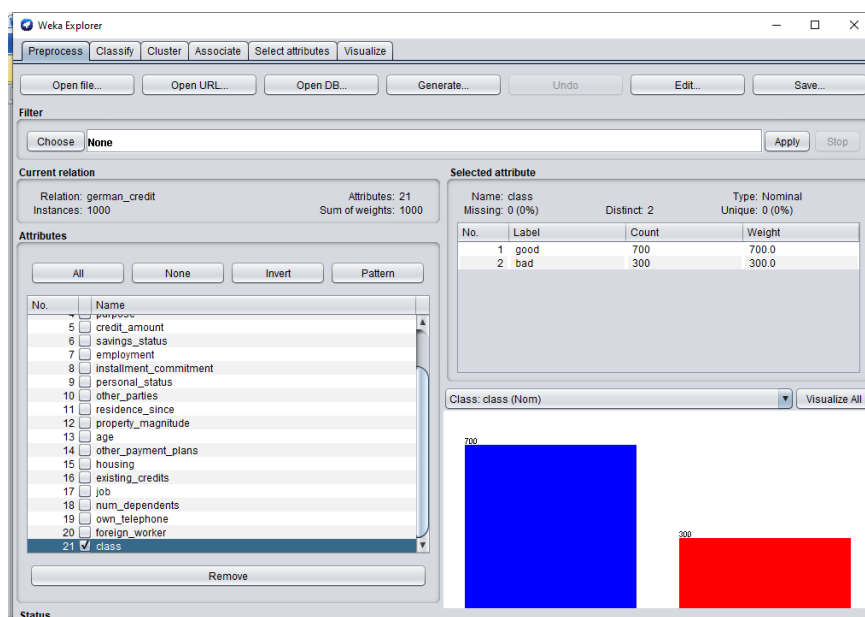 Weka Explorer
Preprocess Classify Cluster Associate Select attributes Visualize
Open file... Open URL... Open DB... Generate... Undo Edit... Save...
Filter
Choose None Apply Stop
Current relation
Relation: german_credit Attributes: 21
Instances: 1000 Sum of weights: 1000
Attributes
All None Invert Pattern
No. Name
4 purpose
5 credit_amount
6 savings_status
7 employment
8 installment_commitment
9 personal_status
10 other_parties
11 residence_since
12 property_magnitude
13 age
14 other_payment_plans
15 housing
16 existing_credits
17 job
18 num_dependents
19 own_telephone
20 foreign_worker
21 class
Remove
Status
Selected attribute
Name: class Type: Nominal
Missing: 0 (0%) Distinct: 2 Unique: 0 (0%)
No. Label Count Weight
1 good 700 700.0
2 bad 300 300.0
Class: class (Nom) Visualize All
700
300